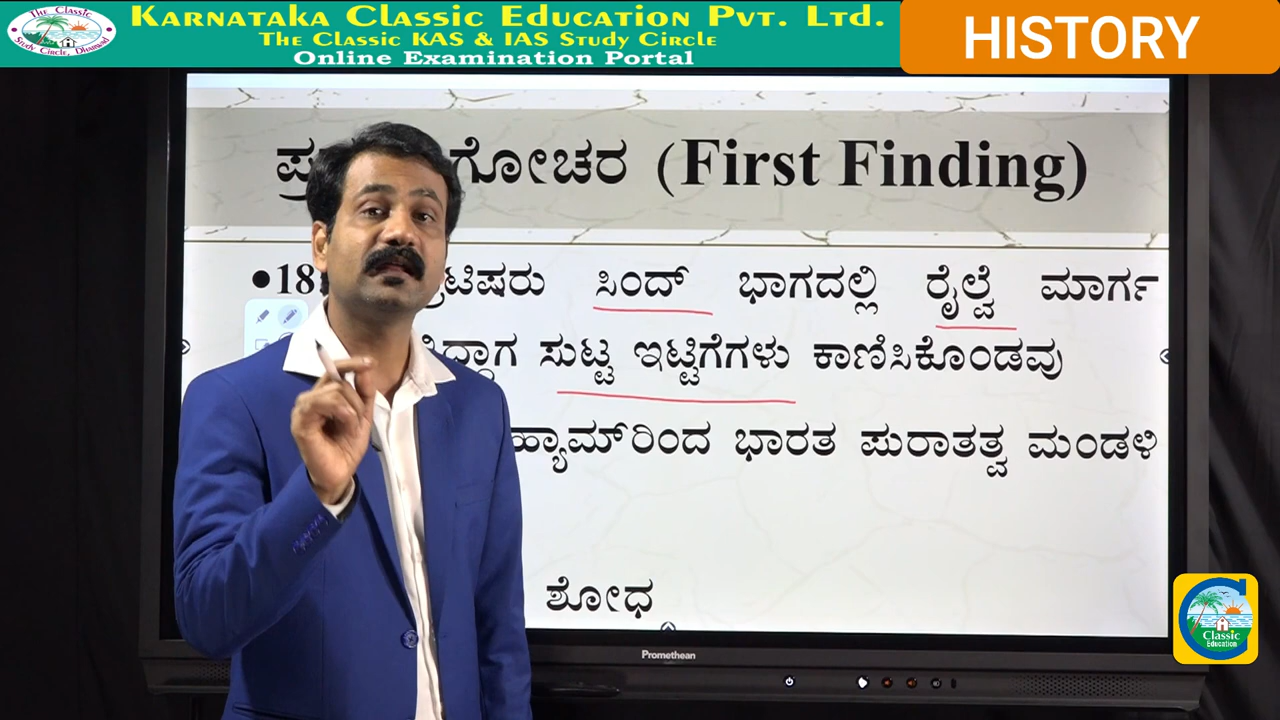 The Classic
Study Circle, Dharwad
Karnataka Classic Education Pvt. Ltd.
The Classic KAS & IAS Study Circle
Online Examination Portal
HISTORY
ಗೋಚರ (First Finding)
•18 ಸಿಂದ್ ಭಾಗದಲ್ಲಿ ರೈಲ್ವೆ ಮಾರ್ಗ
ಸುಟ್ಟ ಇಟ್ಟಿಗೆಗಳು ಕಾಣಿಸಿಕೊಂಡವು
ಹ್ಯಾಮ್‌ರಿಂದ ಭಾರತ ಪುರಾತತ್ವ ಮಂಡಳಿ
ಶೋಧ
Promethean
Classic
Education